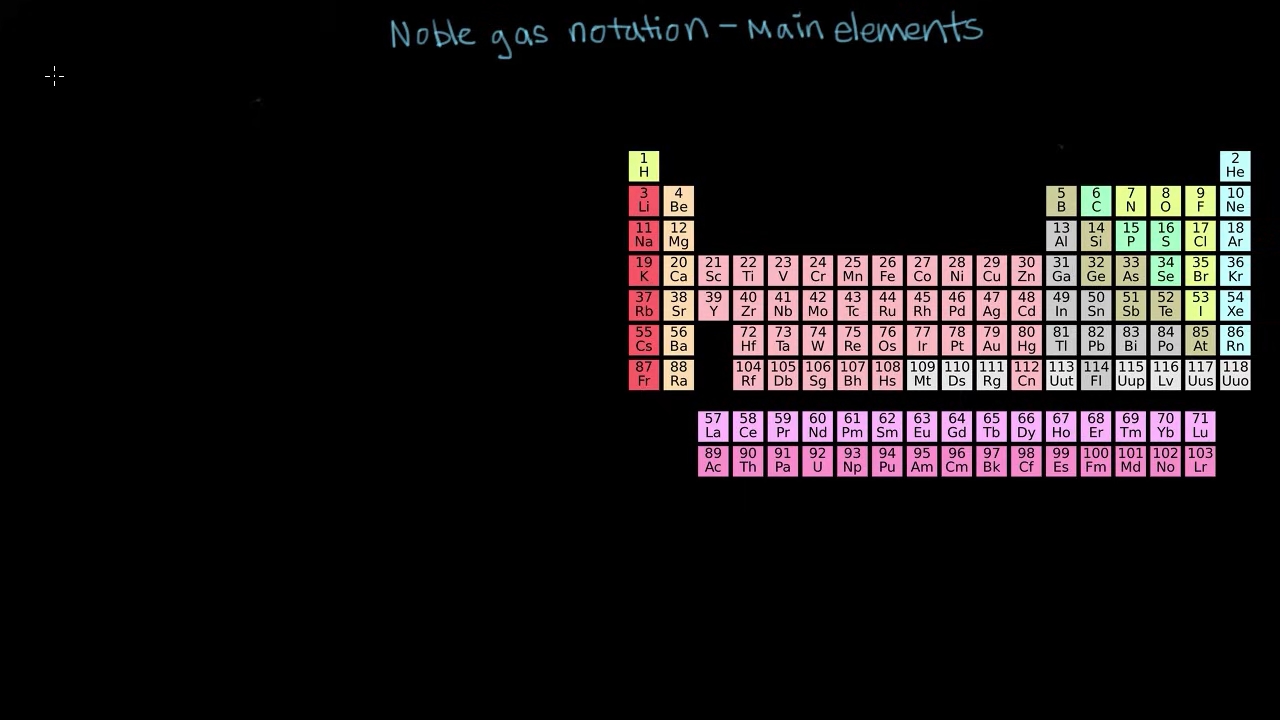 Noble gas notation - Main elements
1 2
H He
3 4 5 6 7 8 9 10
Li Be B C N O F Ne
11 12 13 14 15 16 17 18
Na Mg Al Si P S Cl Ar
19 20 21 22 23 24 25 26 27 28 29 30 31 32 33 34 35 36
K Ca Sc Ti V Cr Mn Fe Co Ni Cu Zn Ga Ge As Se Br Kr
37 38 39 40 41 42 43 44 45 46 47 48 49 50 51 52 53 54
Rb Sr Y Zr Nb Mo Tc Ru Rh Pd Ag Cd In Sn Sb Te I Xe
55 56 72 73 74 75 76 77 78 79 80 81 82 83 84 85 86
Cs Ba Hf Ta W Re Os Ir Pt Au Hg Tl Pb Bi Po At Rn
87 88 104 105 106 107 108 109 110 111 112 113 114 115 116 117 118
Fr Ra Rf Db Sg Bh Hs Mt Ds Rg Cn Uut Fl Uup Lv Uus Uuo
57 58 59 60 61 62 63 64 65 66 67 68 69 70 71
La Ce Pr Nd Pm Sm Eu Gd Tb Dy Ho Er Tm Yb Lu
89 90 91 92 93 94 95 96 97 98 99 100 101 102 103
Ac Th Pa U Np Pu Am Cm Bk Cf Es Fm Md No Lr